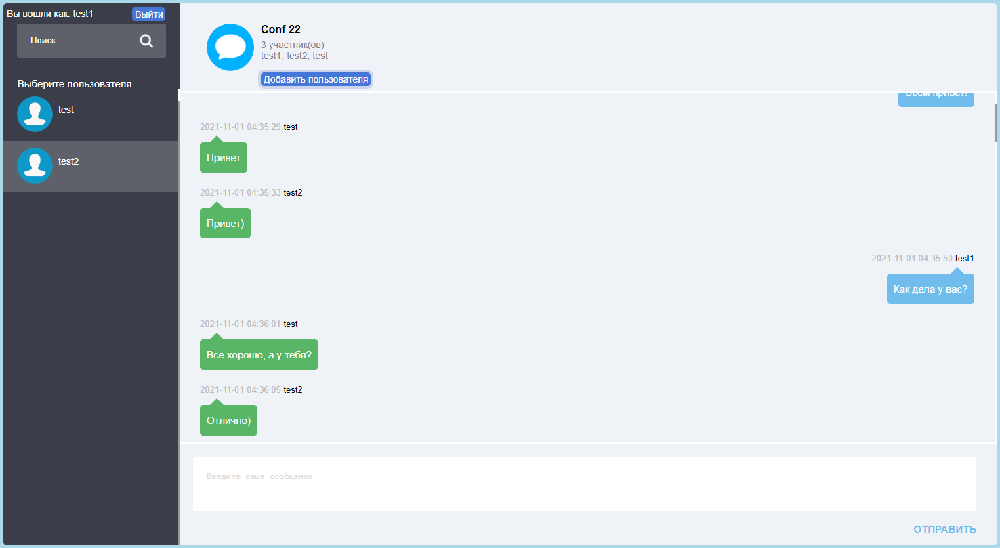 Вы вошли как: test1
Выйти
Поиск
Выберите пользователя
test
test2
Conf 22
3 участник(ов)
test1, test2, test
Добавить пользователя
Всем привет!
2021-11-01 04:35:29 test
Привет
2021-11-01 04:35:33 test2
Привет)
2021-11-01 04:35:50 test1
Как дела у вас?
2021-11-01 04:36:01 test
Все хорошо, а у тебя?
2021-11-01 04:36:05 test2
Отлично)
Введите ваше сообщение
ОТПРАВИТЬ